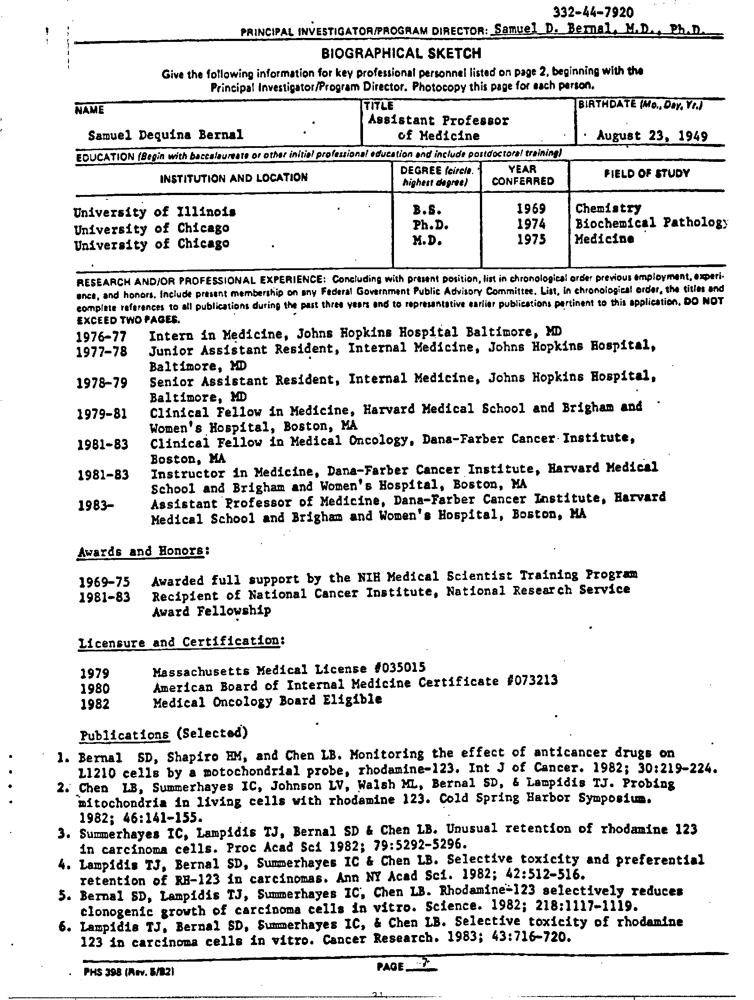 332-44-7920
PRINCIPAL INVESTIGATOR/PROGRAM DIRECTOR: Samuel D. Bernal, M.D., Ph.D.
BIOGRAPHICAL SKETCH
Give the following information for key professional personnel listed on page 2, beginning with the
Principal Investigator/Program Director. Photocopy this page for each person.
NAME TITLE BIRTHDATE (Mo., Day, Yr.)
Samuel Dequina Bernal Assistant Professor of Medicine August 23, 1949
EDUCATION (Begin with baccalaureate or other initial professional education and include postdoctoral training)
INSTITUTION AND LOCATION DEGREE (circle highest degree) YEAR CONFERRED FIELD OF STUDY
University of Illinois B.S. 1969 Chemistry
University of Chicago Ph.D. 1974 Biochemical Pathology
University of Chicago M.D. 1975 Medicine
RESEARCH AND/OR PROFESSIONAL EXPERIENCE: Concluding with present position, list in chronological order previous employment, experi-
ence, and honors. Include present membership on any Federal Government Public Advisory Committee. List, in chronological order, the titles and
complete references to all publications during the past three years and to representative earlier publications pertinent to this application. DO NOT
EXCEED TWO PAGES.
1976-77 Intern in Medicine, Johns Hopkins Hospital Baltimore, MD
1977-78 Junior Assistant Resident, Internal Medicine, Johns Hopkins Hospital,
Baltimore, MD
1978-79 Senior Assistant Resident, Internal Medicine, Johns Hopkins Hospital,
Baltimore, MD
1979-81 Clinical Fellow in Medicine, Harvard Medical School and Brigham and
Women's Hospital, Boston, MA
1981-83 Clinical Fellow in Medical Oncology, Dana-Farber Cancer Institute,
Boston, MA
1981-83 Instructor in Medicine, Dana-Farber Cancer Institute, Harvard Medical
School and Brigham and Women's Hospital, Boston, MA
1983- Assistant Professor of Medicine, Dana-Farber Cancer Institute, Harvard
Medical School and Brigham and Women's Hospital, Boston, MA
Awards and Honors:
1969-75 Awarded full support by the NIH Medical Scientist Training Program
1981-83 Recipient of National Cancer Institute, National Research Service
Award Fellowship
Licensure and Certification:
1979 Massachusetts Medical License #035015
1980 American Board of Internal Medicine Certificate #073213
1982 Medical Oncology Board Eligible
Publications (Selected)
1. Bernal SD, Shapiro HM, and Chen LB. Monitoring the effect of anticancer drugs on
L1210 cells by a motochondrial probe, rhodamine-123. Int J of Cancer. 1982; 30:219-224.
2. Chen LB, Summerhayes IC, Johnson LV, Walsh ML, Bernal SD, & Lampidis TJ. Probing
mitochondria in living cells with rhodamine 123. Cold Spring Harbor Symposium.
1982; 46:141-155.
3. Summerhayes IC, Lampidis TJ, Bernal SD & Chen LB. Unusual retention of rhodamine 123
in carcinoma cells. Proc Acad Sci 1982; 79:5292-5296.
4. Lampidis TJ, Bernal SD, Summerhayes IC & Chen LB. Selective toxicity and preferential
retention of RH-123 in carcinomas. Ann NY Acad Sci. 1982; 42:512-516.
5. Bernal SD, Lampidis TJ, Summerhayes IC, Chen LB. Rhodamine-123 selectively reduces
clonogenic growth of carcinoma cells in vitro. Science. 1982; 218:1117-1119.
6. Lampidis TJ, Bernal SD, Summerhayes IC, & Chen LB. Selective toxicity of rhodamine
123 in carcinoma cells in vitro. Cancer Research. 1983; 43:716-720.
PHS 398 (Rev. 5/82) PAGE 7
21